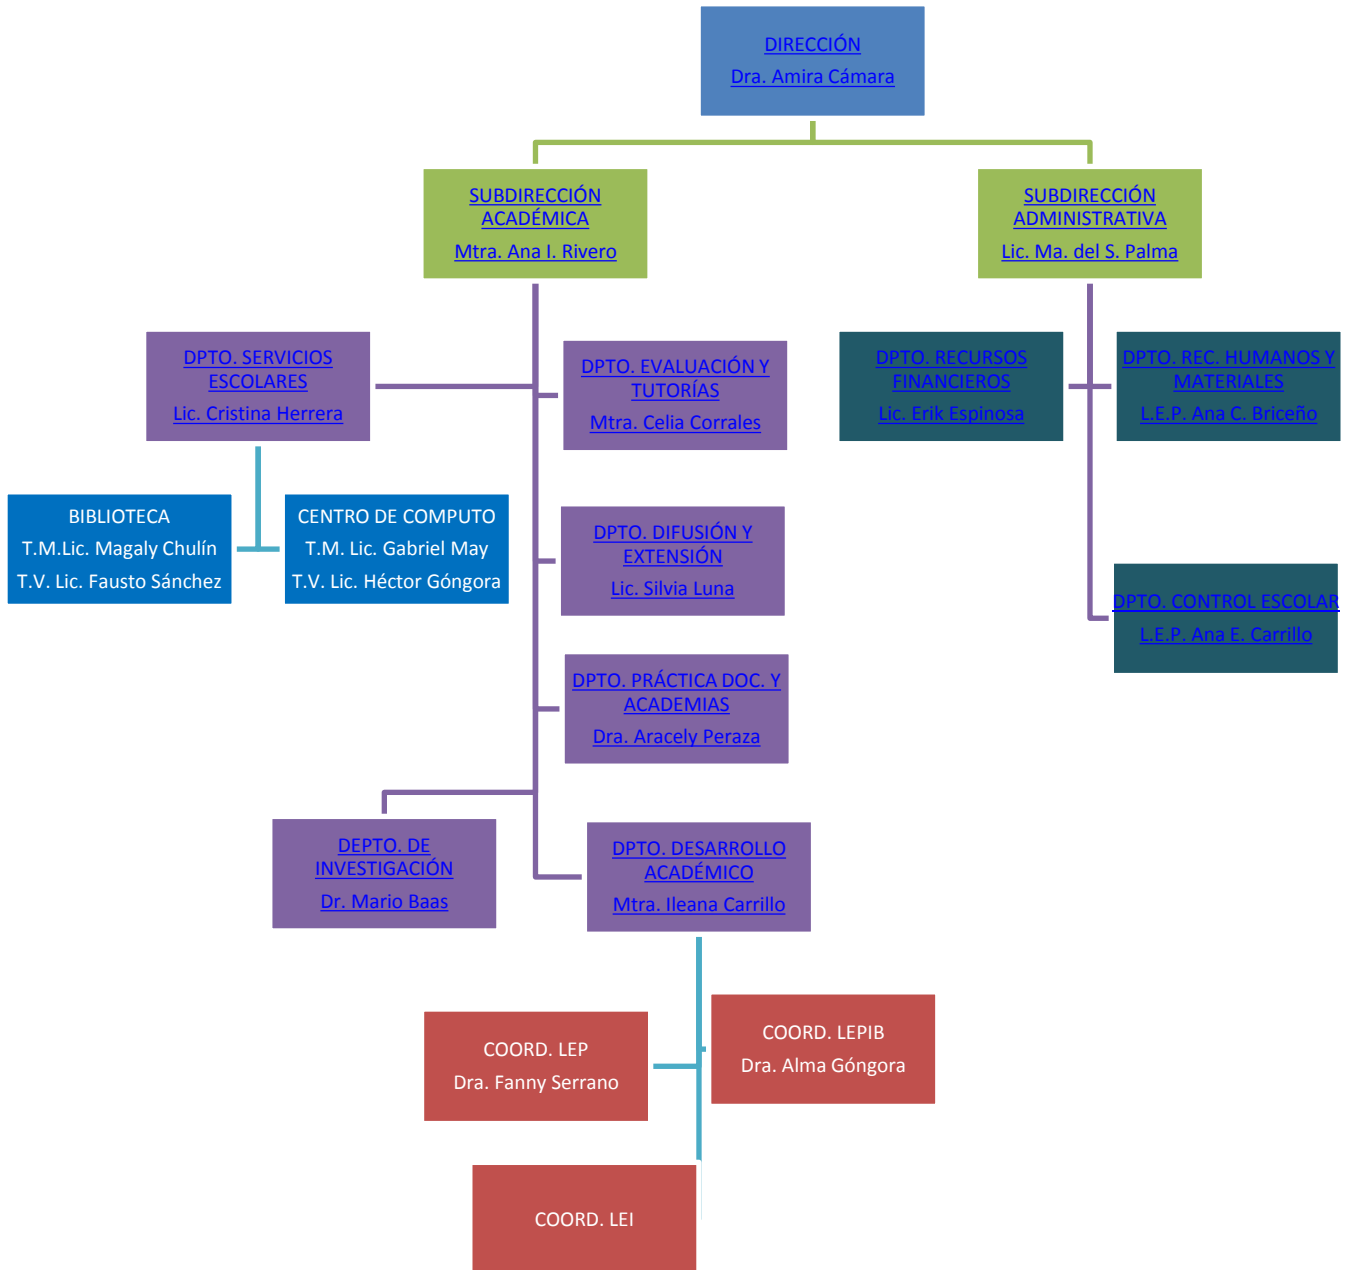 DIRECCIÓN
Dra. Amira Cámara
SUBDIRECCIÓN
ACADÉMICA
Mtra. Ana I. Rivero
SUBDIRECCIÓN
ADMINISTRATIVA
Lic. Ma. del S. Palma
DPTO. SERVICIOS
ESCOLARES
Lic. Cristina Herrera
DPTO. EVALUACIÓN Y
TUTORÍAS
Mtra. Celia Corrales
DPTO. RECURSOS
FINANCIEROS
Lic. Erik Espinosa
DPTO. REC. HUMANOS Y
MATERIALES
L.E.P. Ana C. Briceño
BIBLIOTECA
T.M.Lic. Magaly Chulín
T.V. Lic. Fausto Sánchez
CENTRO DE COMPUTO
T.M. Lic. Gabriel May
T.V. Lic. Héctor Góngora
DPTO. DIFUSIÓN Y
EXTENSIÓN
Lic. Silvia Luna
DPTO. CONTROL ESCOLAR
L.E.P. Ana E. Carrillo
DPTO. PRÁCTICA DOC. Y
ACADEMIAS
Dra. Aracely Peraza
DEPTO. DE
INVESTIGACIÓN
Dr. Mario Baas
DPTO. DESARROLLO
ACADÉMICO
Mtra. Ileana Carrillo
COORD. LEP
Dra. Fanny Serrano
COORD. LEPIB
Dra. Alma Góngora
COORD. LEI